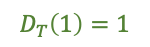 D_T(1) = 1